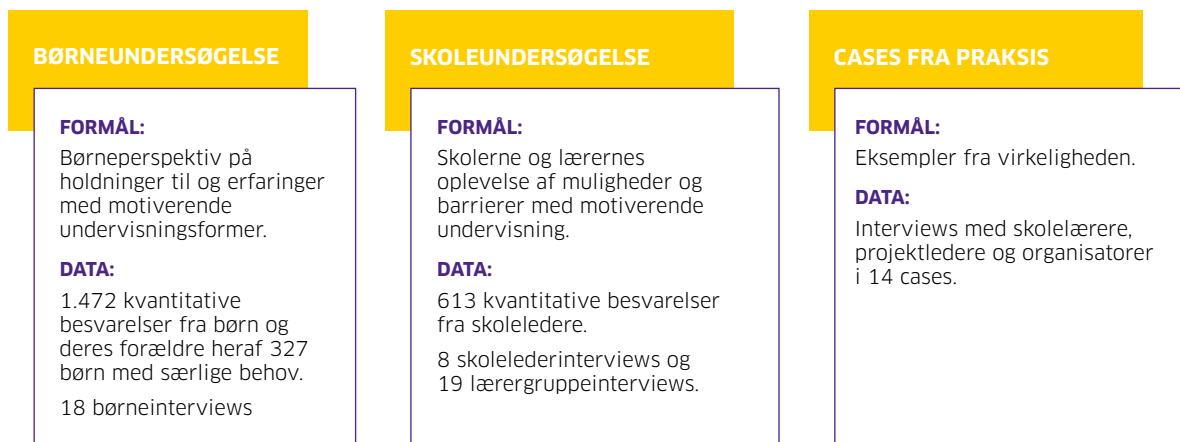 BØRNEUNDERSØGELSE
FORMÅL:
Børneperspektiv på
holdninger til og erfaringer
med motiverende
undervisningsformer.
DATA:
1.472 kvantitative
besvarelser fra børn og
deres forældre heraf 327
børn med særlige behov.
18 børneinterviews
SKOLEUNDERSØGELSE
FORMÅL:
Skolerne og lærernes
oplevelse af muligheder og
barrierer med motiverende
undervisning.
DATA:
613 kvantitative besvarelser
fra skoleledere.
8 skolelederinterviews og
19 lærergruppeinterviews.
CASES FRA PRAKSIS
FORMÅL:
Eksempler fra virkeligheden.
DATA:
Interviews med skolelærere,
projektledere og organisatorer
i 14 cases.